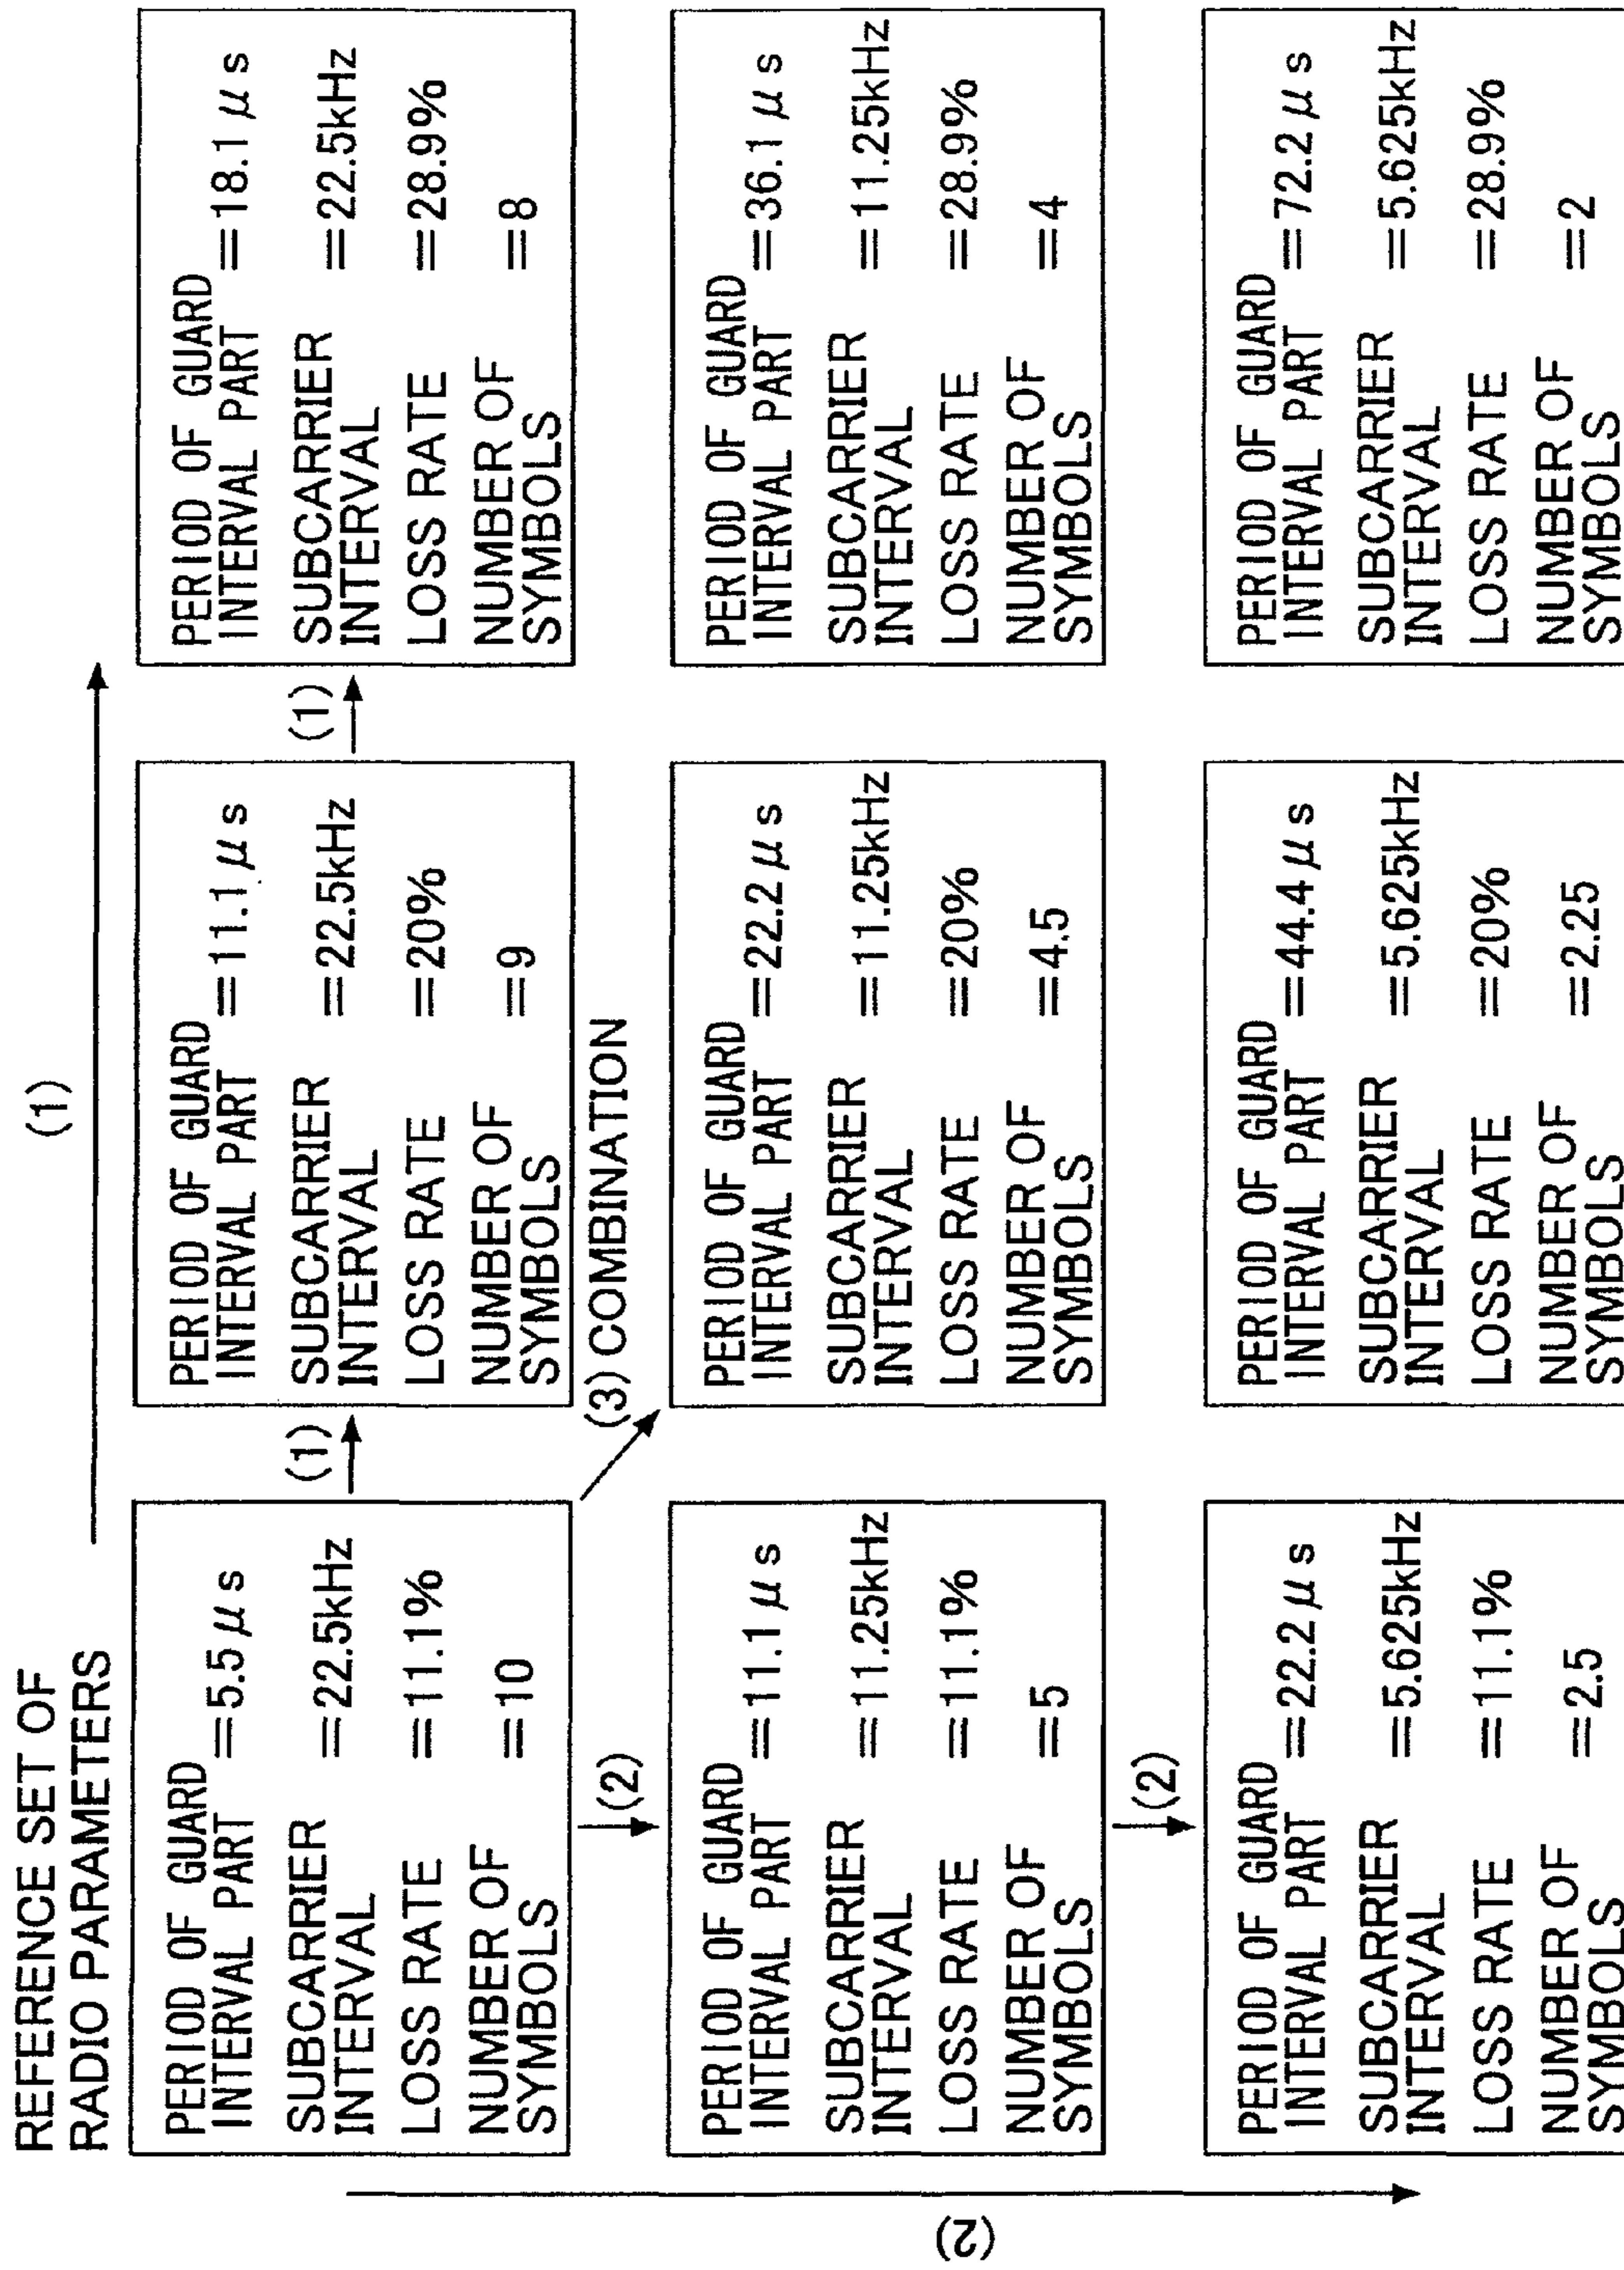 REFERENCE SET OF
RADIO PARAMETERS
(1)
PERIOD OF GUARD
INTERVAL PART =5.5 μs
SUBCARRIER
INTERVAL =22.5kHz
LOSS RATE =11.1%
NUMBER OF
SYMBOLS =10
(1)
PERIOD OF GUARD
INTERVAL PART =11.1 μs
SUBCARRIER
INTERVAL =22.5kHz
LOSS RATE =20%
NUMBER OF
SYMBOLS =9
(1)
PERIOD OF GUARD
INTERVAL PART =18.1 μs
SUBCARRIER
INTERVAL =22.5kHz
LOSS RATE =28.9%
NUMBER OF
SYMBOLS =8
(2)
(2)
(3) COMBINATION
PERIOD OF GUARD
INTERVAL PART =11.1 μs
SUBCARRIER
INTERVAL =11.25kHz
LOSS RATE =11.1%
NUMBER OF
SYMBOLS =5
PERIOD OF GUARD
INTERVAL PART =22.2 μs
SUBCARRIER
INTERVAL =11.25kHz
LOSS RATE =20%
NUMBER OF
SYMBOLS =4.5
PERIOD OF GUARD
INTERVAL PART =36.1 μs
SUBCARRIER
INTERVAL =11.25kHz
LOSS RATE =28.9%
NUMBER OF
SYMBOLS =4
(2)
PERIOD OF GUARD
INTERVAL PART =22.2 μs
SUBCARRIER
INTERVAL =5.625kHz
LOSS RATE =11.1%
NUMBER OF
SYMBOLS =2.5
PERIOD OF GUARD
INTERVAL PART =44.4 μs
SUBCARRIER
INTERVAL =5.625kHz
LOSS RATE =20%
NUMBER OF
SYMBOLS =2.25
PERIOD OF GUARD
INTERVAL PART =72.2 μs
SUBCARRIER
INTERVAL =5.625kHz
LOSS RATE =28.9%
NUMBER OF
SYMBOLS =2